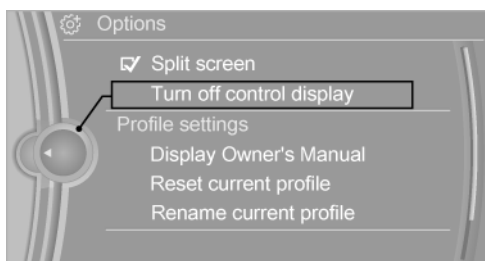 Options
Split screen
Turn off control display
Profile settings
Display Owner's Manual
Reset current profile
Rename current profile